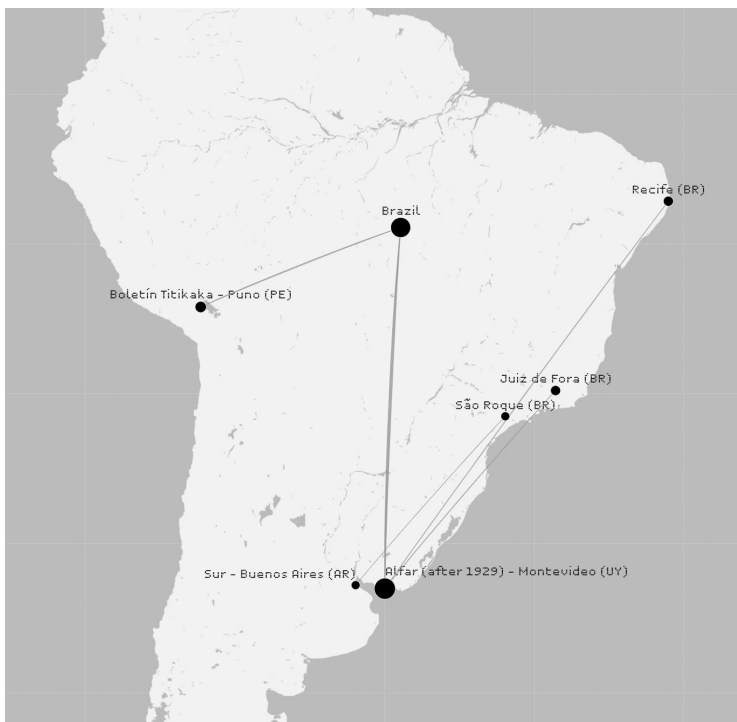 Recife (BR)
Brazil
Boletín Titikaka - Puno (PE)
Juiz de Fora (BR)
São Roque (BR)
Sur - Buenos Aires (AR)
Alfar (after 1929) - Montevideo (UY)